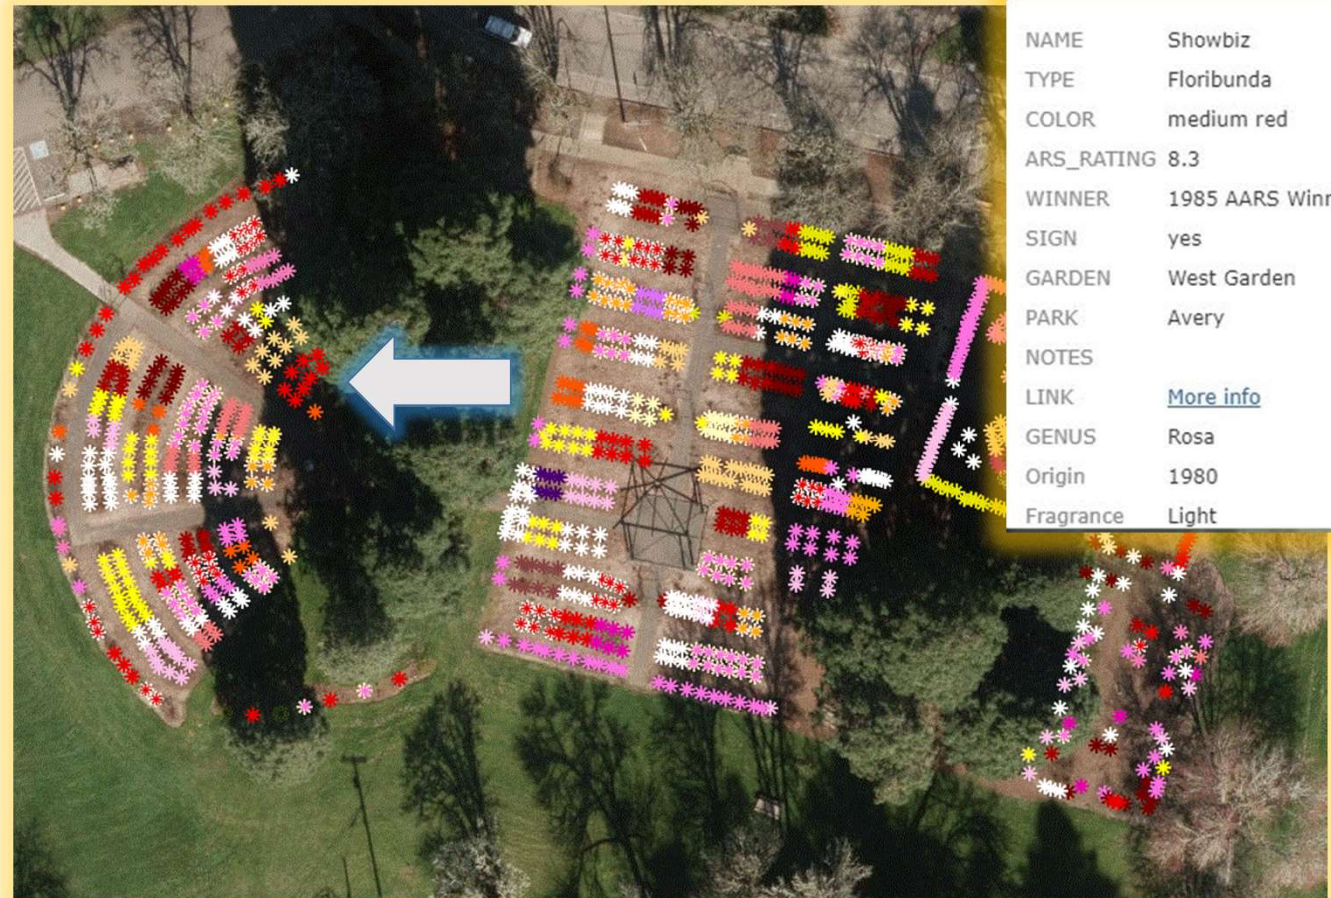 NAME Showbiz
TYPE Floribunda
COLOR medium red
ARS_RATING 8.3
WINNER 1985 AARS
SIGN yes
GARDEN West Garden
PARK Avery
NOTES
LINK More info
GENUS Rosa
Origin 1980
Fragrance Light